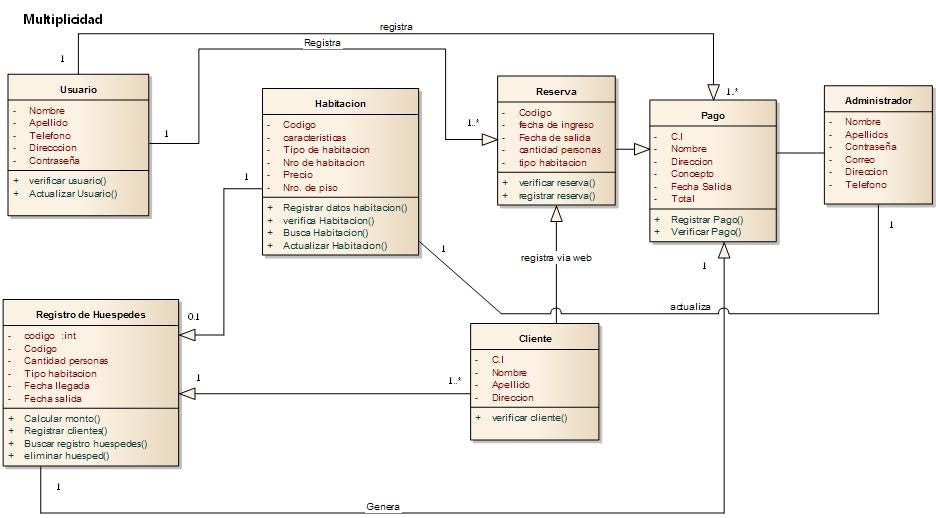 Multiplicidad
registra
1
1..*
Registra
1
1..*
Usuario
- Nombre
- Apellido
- Telefono
- Direcccion
- Contraseña
+ verificar usuario()
+ Actualizar Usuario()
Habitacion
- Codigo
- caracteristicas
- Tipo de habitacion
- Nro de habitacion
- Precio
- Nro. de piso
+ Registrar datos habitacion()
+ verifica Habitacion()
+ Busca Habitacion()
+ Actualizar Habitacion()
Reserva
- Codigo
- fecha de ingreso
- Fecha de salida
- cantidad personas
- tipo habitacion
+ verificar reserva()
+ registrar reserva()
Pago
- C.I
- Nombre
- Direccion
- Concepto
- Fecha Salida
- Total
+ Registrar Pago()
+ Verificar Pago()
Administrador
- Nombre
- Apellidos
- Contraseña
- Correo
- Direccion
- Telefono
1
1
1
registra via web
1
actualiza
0.1
Registro de Huespedes
- codigo :int
- Codigo
- Cantidad personas
- Tipo habitacion
- Fecha llegada
- Fecha salida
+ Calcular monto()
+ Registrar clientes()
+ Buscar registro huespedes()
+ eliminar huesped()
1
1..*
Cliente
- C.I
- Nombre
- Apellido
- Direccion
+ verificar cliente()
1
Genera